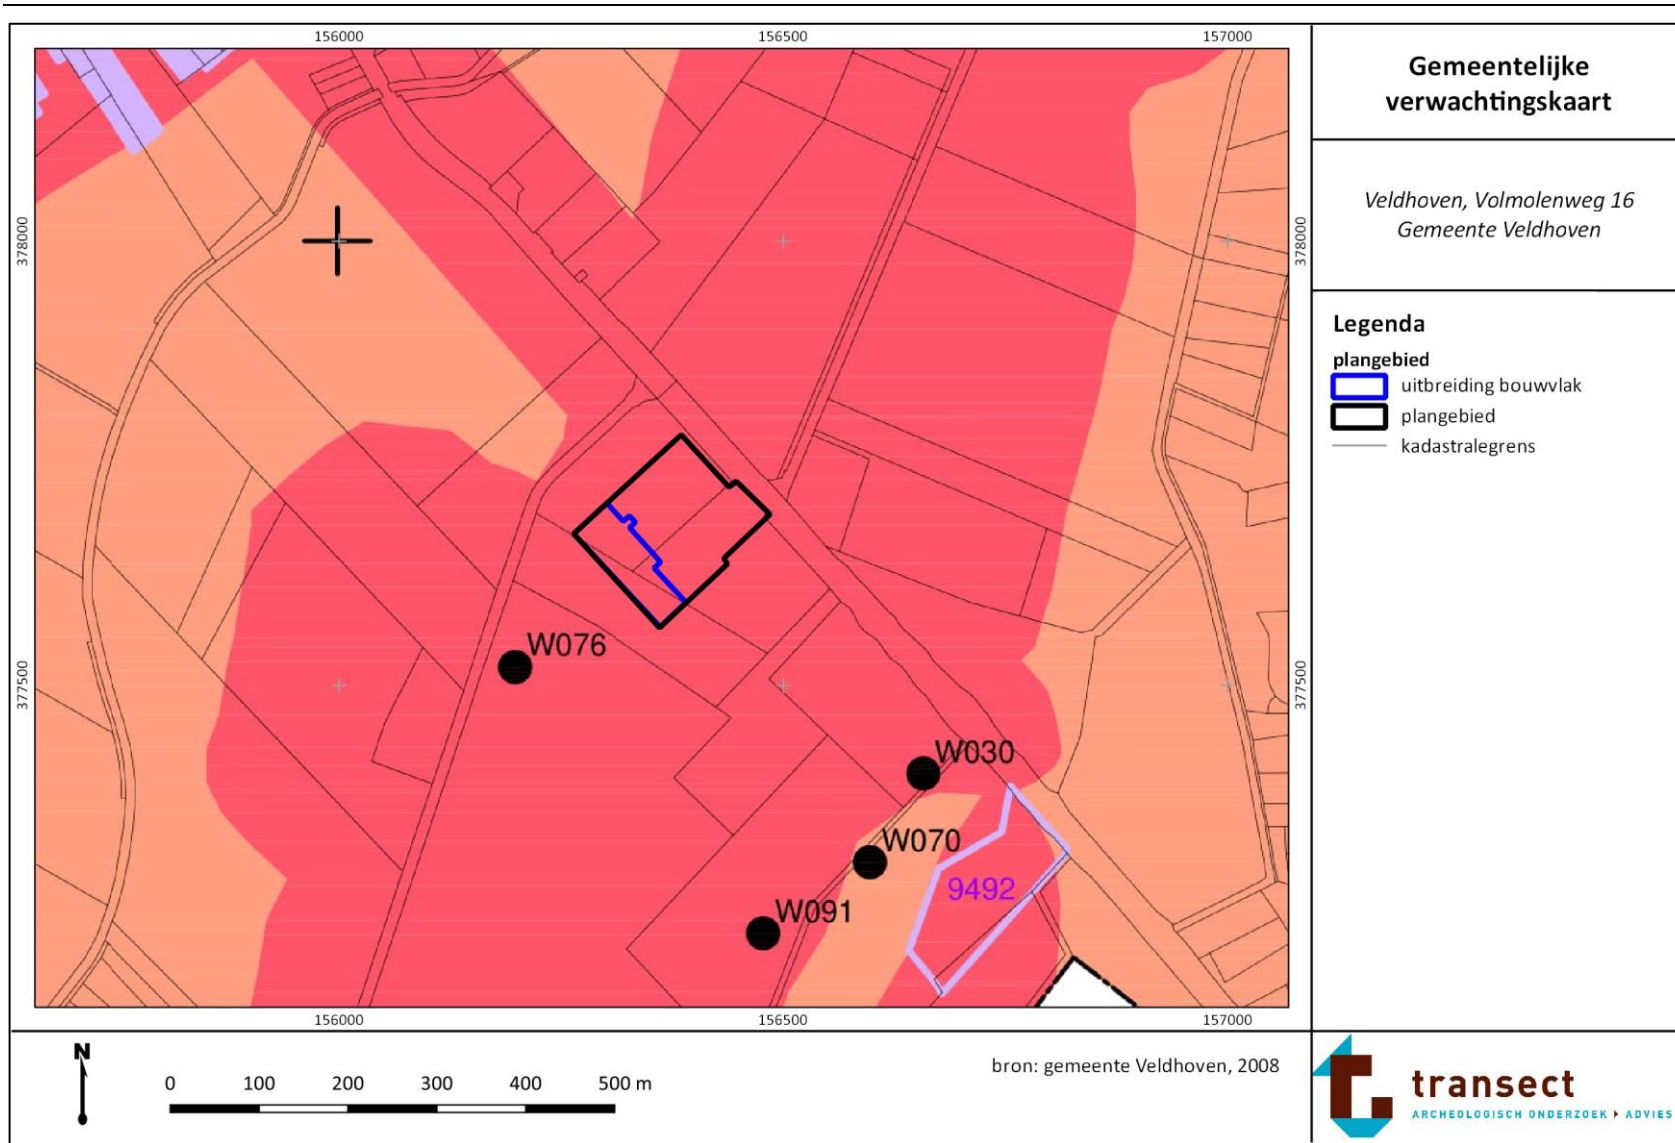 156000
156500
157000
378000
378000
377500
377500
W076
W030
W070
9492
W091
156000
156500
157000
Gemeentelijke
verwachtingskaart
Veldhoven, Volmolenweg 16
Gemeente Veldhoven
Legenda
plangebied
uitbreiding bouwvlak
plangebied
kadastralegrens
N
0 100 200 300 400 500 m
bron: gemeente Veldhoven, 2008
transect
ARCHEOLOGISCH ONDERZOEK ▸ ADVIES